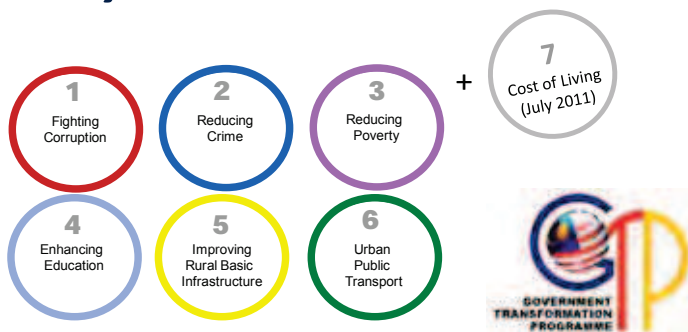 1
Fighting
Corruption
2
Reducing
Crime
3
Reducing
Poverty
+
7
Cost of Living
(July 2011)
4
Enhancing
Education
5
Improving
Rural Basic
Infrastructure
6
Urban
Public
Transport
GTP
GOVERNMENT
TRANSFORMATION
PROGRAMME